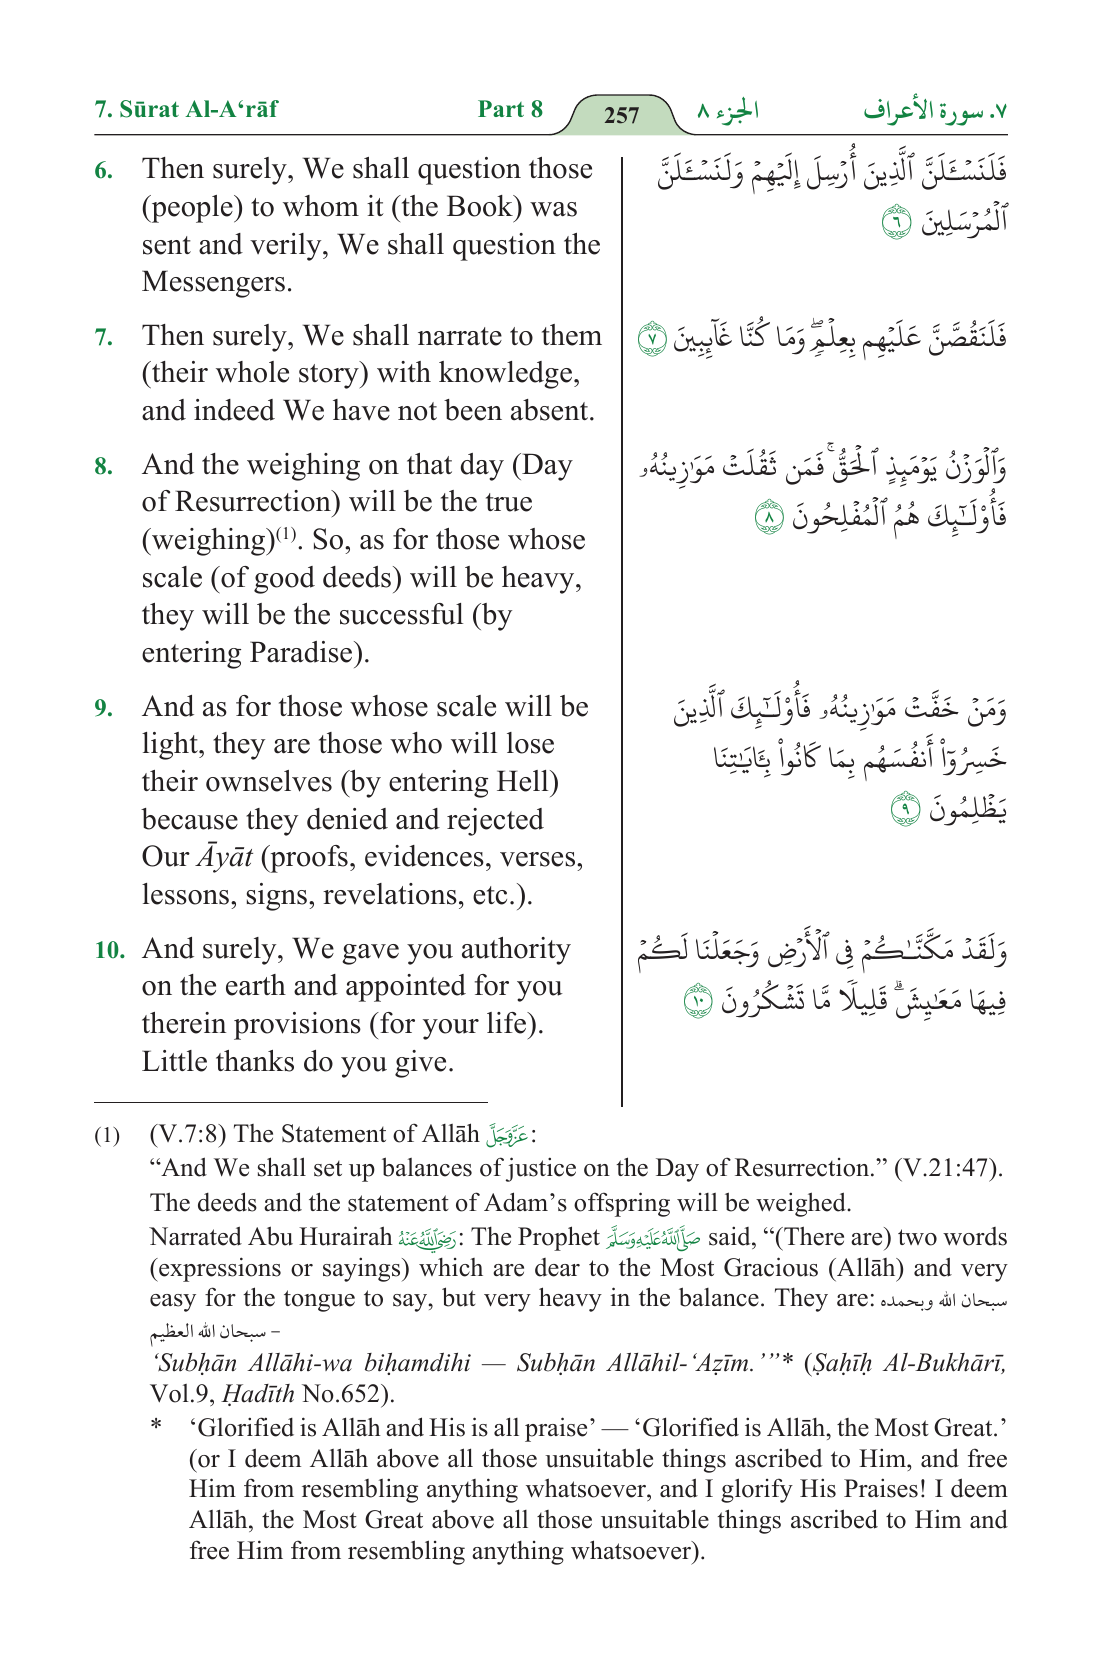 7. Sūrat Al-A‘rāf Part 8 257 الجزء ٨ ٧. سورة الأعراف
6. Then surely, We shall question those
(people) to whom it (the Book) was
sent and verily, We shall question the
Messengers.
فَلَنَسْـَٔلَنَّ ٱلَّذِينَ أُرْسِلَ إِلَيْهِمْ وَلَنَسْـَٔلَنَّ
ٱلْمُرْسَلِينَ ٦
7. Then surely, We shall narrate to them
(their whole story) with knowledge,
and indeed We have not been absent.
فَلَنَقُصَّنَّ عَلَيْهِم بِعِلْمٍۖ وَمَا كُنَّا غَآئِبِينَ ٧
8. And the weighing on that day (Day
of Resurrection) will be the true
(weighing)(1). So, as for those whose
scale (of good deeds) will be heavy,
they will be the successful (by
entering Paradise).
وَٱلْوَزْنُ يَوْمَئِذٍ ٱلْحَقُّۚ فَمَن ثَقُلَتْ مَوَٰزِينُهُۥ
فَأُو۟لَـٰٓئِكَ هُمُ ٱلْمُفْلِحُونَ ٨
9. And as for those whose scale will be
light, they are those who will lose
their ownselves (by entering Hell)
because they denied and rejected
Our Āyāt (proofs, evidences, verses,
lessons, signs, revelations, etc.).
وَمَنْ خَفَّتْ مَوَٰزِينُهُۥ فَأُو۟لَـٰٓئِكَ ٱلَّذِينَ
خَسِرُوٓا۟ أَنفُسَهُم بِمَا كَانُوا۟ بِـَٔايَـٰتِنَا
يَظْلِمُونَ ٩
10. And surely, We gave you authority
on the earth and appointed for you
therein provisions (for your life).
Little thanks do you give.
وَلَقَدْ مَكَّنَّـٰكُمْ فِى ٱلْأَرْضِ وَجَعَلْنَا لَكُمْ
فِيهَا مَعَـٰيِشَۗ قَلِيلًا مَّا تَشْكُرُونَ ١٠
(1) (V.7:8) The Statement of Allāh عَزَّوَجَلَّ:
“And We shall set up balances of justice on the Day of Resurrection.” (V.21:47).
The deeds and the statement of Adam’s offspring will be weighed.
Narrated Abu Hurairah رَضِيَ ٱللَّهُ عَنْهُ: The Prophet صَلَّى ٱللَّهُ عَلَيْهِ وَسَلَّمَ said, “(There are) two words
(expressions or sayings) which are dear to the Most Gracious (Allāh) and very
easy for the tongue to say, but very heavy in the balance. They are: سبحان الله وبحمده
– سبحان الله العظيم
‘Subḥān Allāhi-wa biḥamdihi — Subḥān Allāhil-‘Aẓīm.’”* (Ṣaḥīḥ Al-Bukhārī,
Vol.9, Ḥadīth No.652).
* ‘Glorified is Allāh and His is all praise’ — ‘Glorified is Allāh, the Most Great.’
(or I deem Allāh above all those unsuitable things ascribed to Him, and free
Him from resembling anything whatsoever, and I glorify His Praises! I deem
Allāh, the Most Great above all those unsuitable things ascribed to Him and
free Him from resembling anything whatsoever).